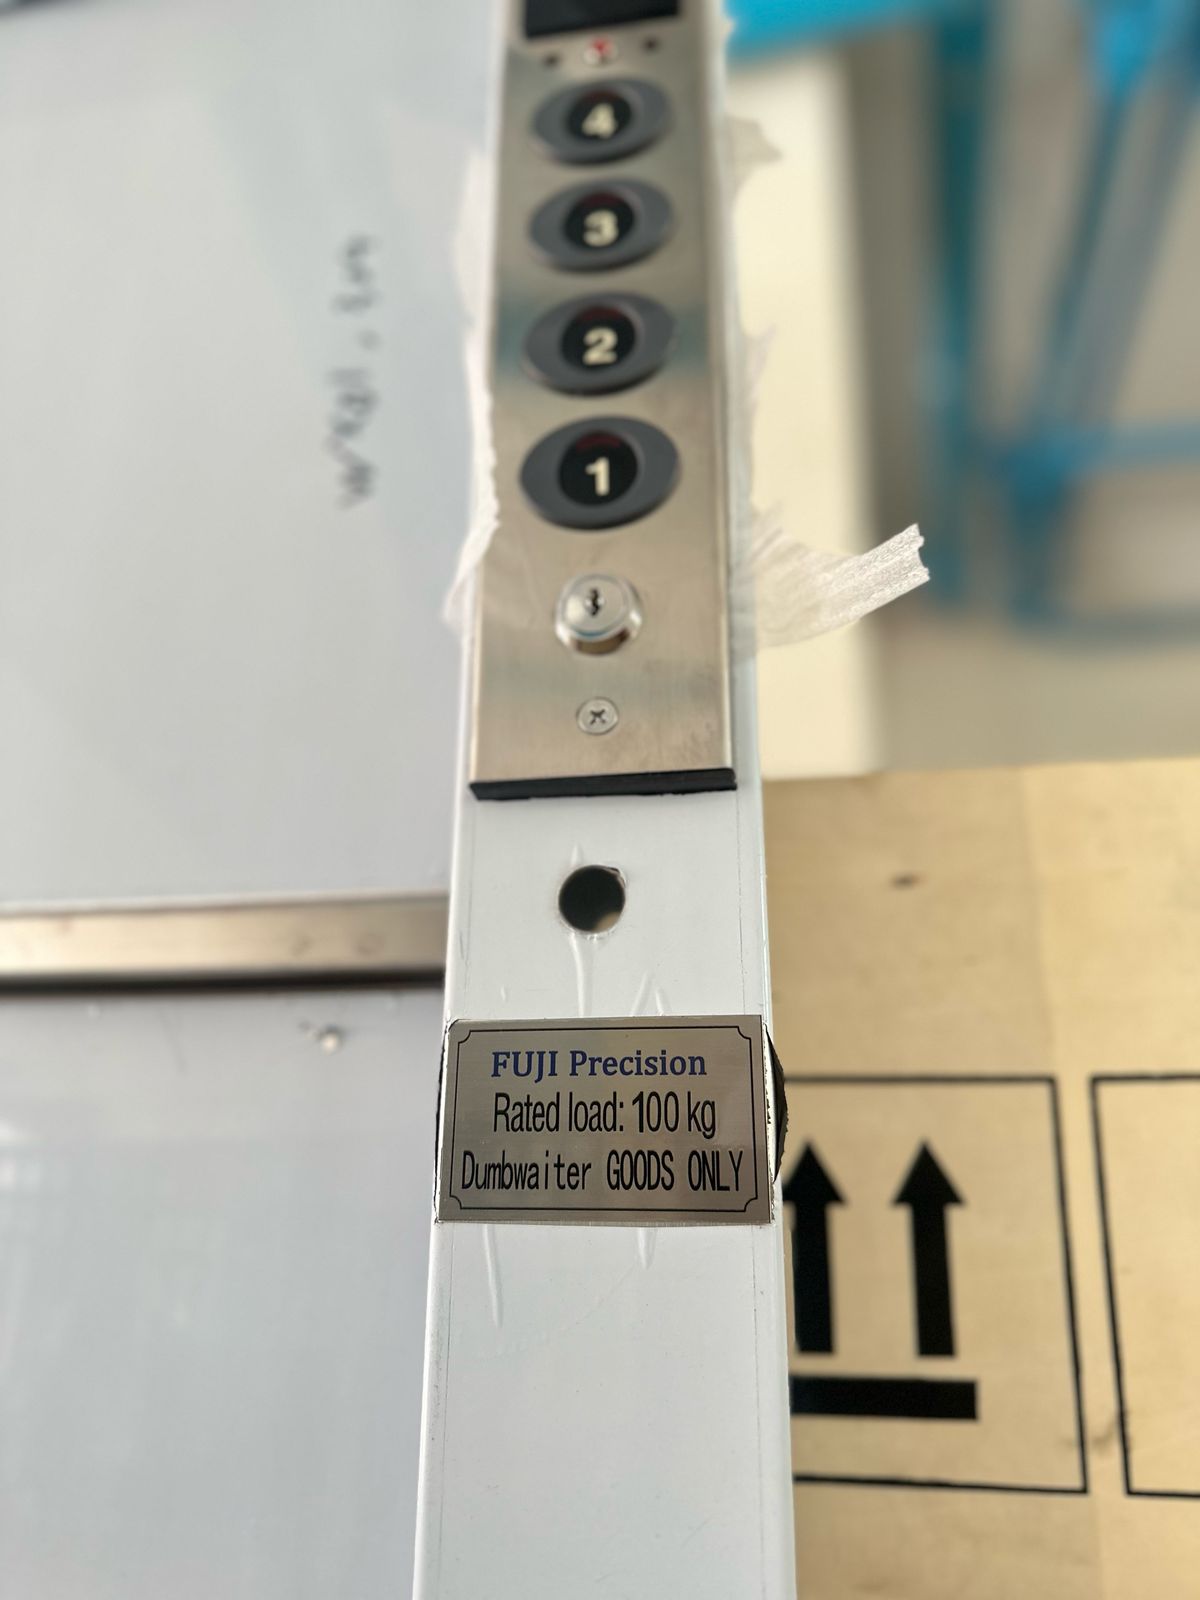 4
3
2
1
FUJI Precision
Rated load: 100 kg
Dumbwaiter GOODS ONLY